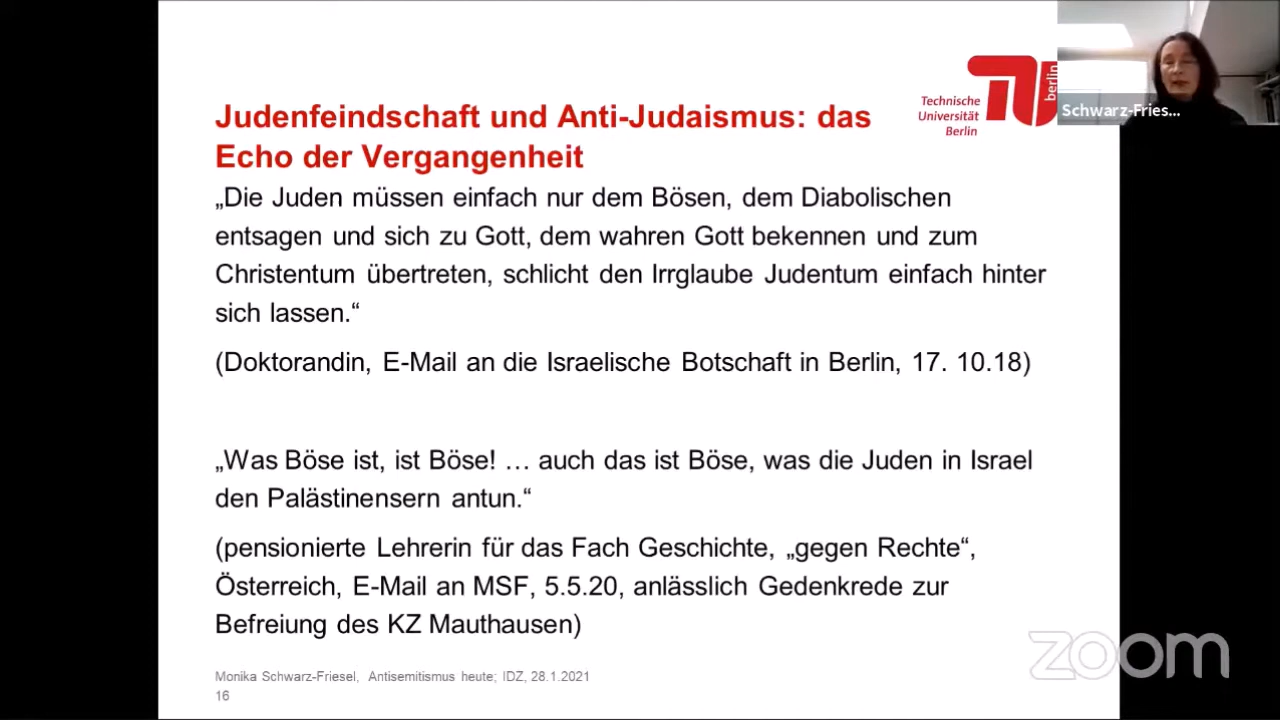 Technische
Universität
Berlin
berlin
Schwarz-Fries...
Judenfeindschaft und Anti-Judaismus: das
Echo der Vergangenheit
„Die Juden müssen einfach nur dem Bösen, dem Diabolischen
entsagen und sich zu Gott, dem wahren Gott bekennen und zum
Christentum übertreten, schlicht den Irrglaube Judentum einfach hinter
sich lassen.“
(Doktorandin, E-Mail an die Israelische Botschaft in Berlin, 17. 10.18)
„Was Böse ist, ist Böse! … auch das ist Böse, was die Juden in Israel
den Palästinensern antun.“
(pensionierte Lehrerin für das Fach Geschichte, „gegen Rechte“,
Österreich, E-Mail an MSF, 5.5.20, anlässlich Gedenkrede zur
Befreiung des KZ Mauthausen)
Monika Schwarz-Friesel, Antisemitismus heute; IDZ, 28.1.2021
16
zoom